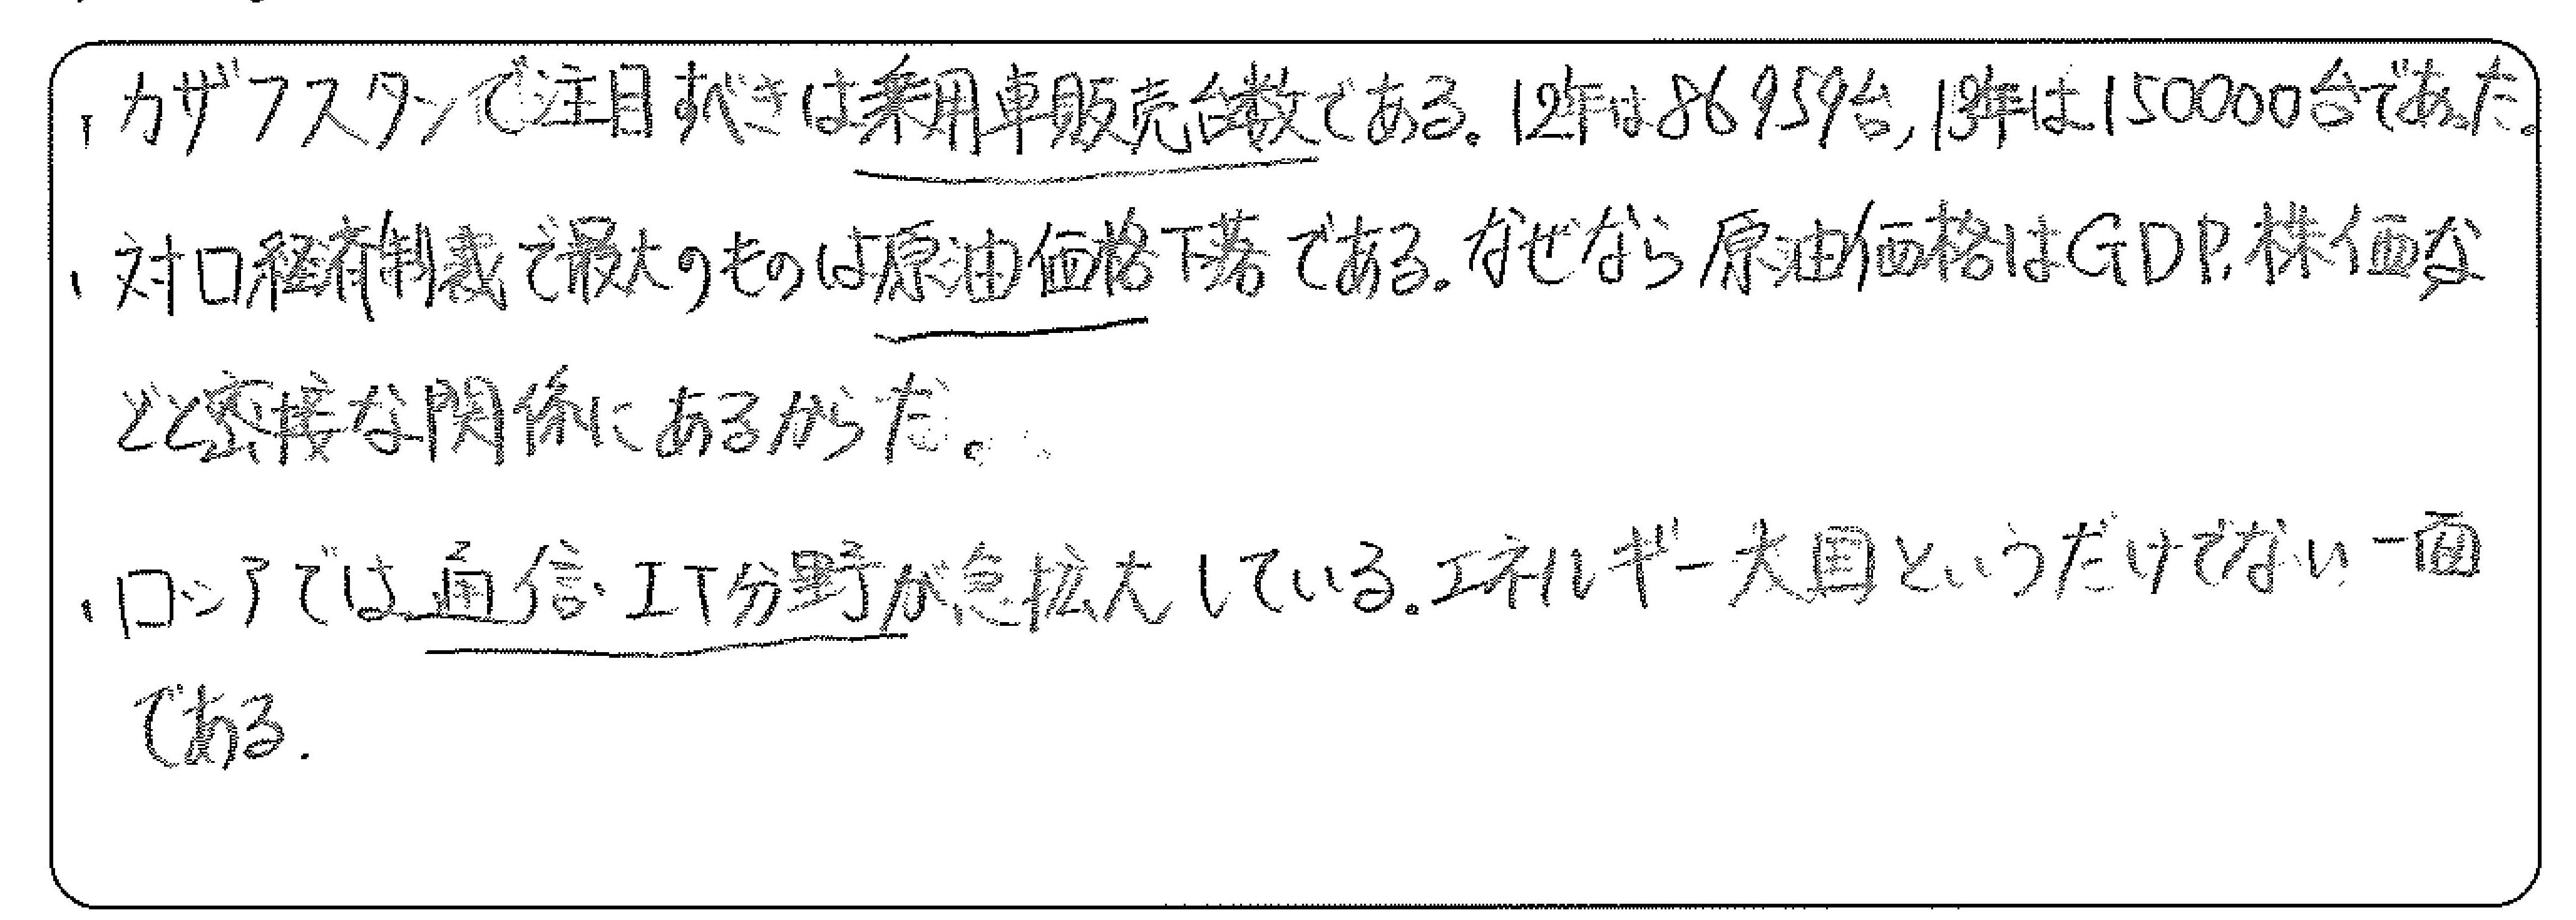 ・カザフスタンで注目すべきは乗用車販売台数である。12年は86959台,13年は150000台であった。
・対ロ経済制裁で最大のものは原油価格下落である。なぜなら原油価格はGDP,株価な
どと密接な関係にあるからだ。
・ロシアでは通信・IT分野が急拡大している。エネルギー大国というだけでない一面
である.